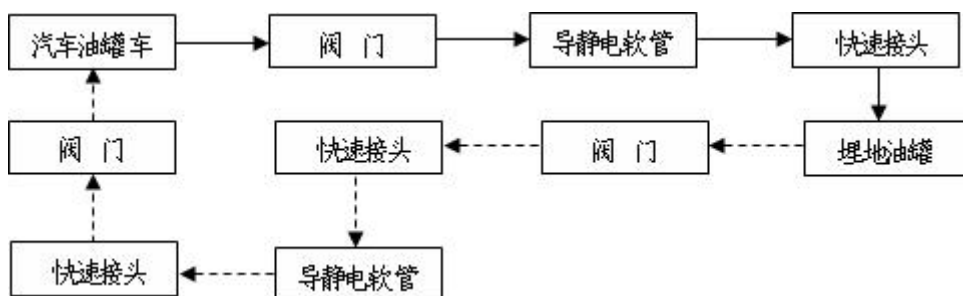 汽车油罐车
阀 门
导静电软管
快速接头
阀 门
快速接头
阀 门
埋地油罐
快速接头
导静电软管